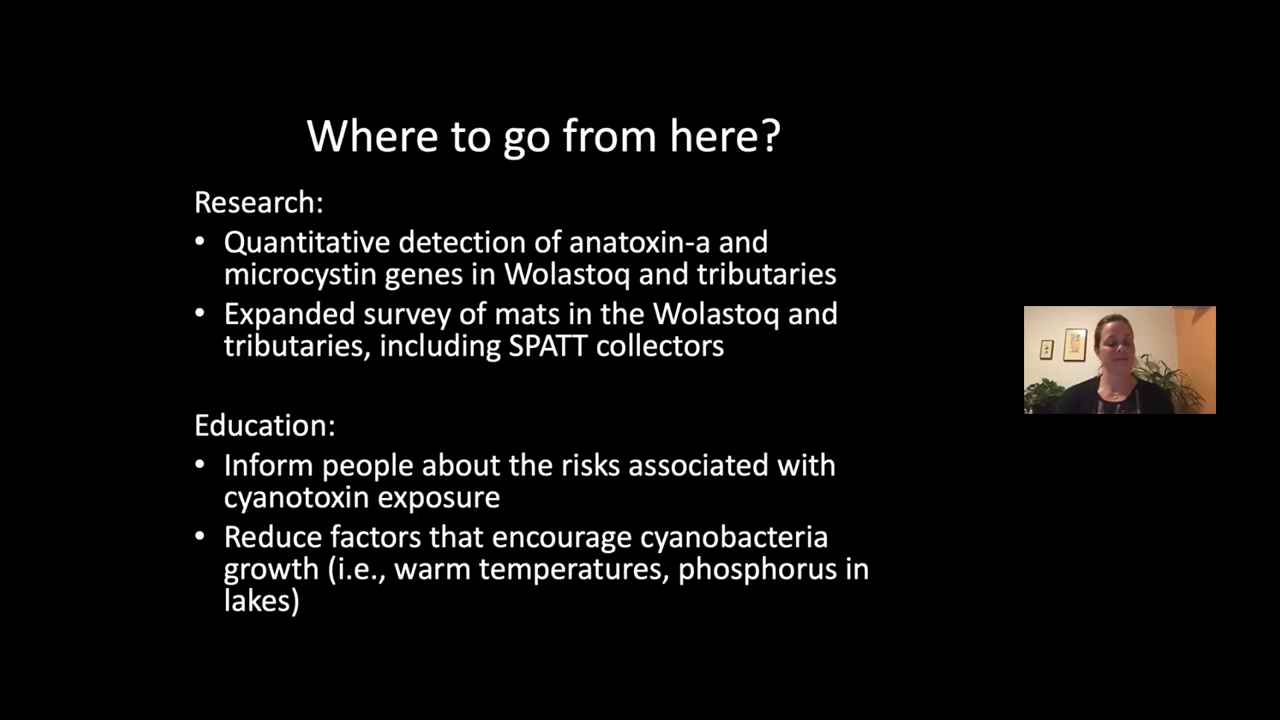 Where to go from here?
Research:
• Quantitative detection of anatoxin-a and
microcystin genes in Wolastoq and tributaries
• Expanded survey of mats in the Wolastoq and
tributaries, including SPATT collectors
Education:
• Inform people about the risks associated with
cyanotoxin exposure
• Reduce factors that encourage cyanobacteria
growth (i.e., warm temperatures, phosphorus in
lakes)